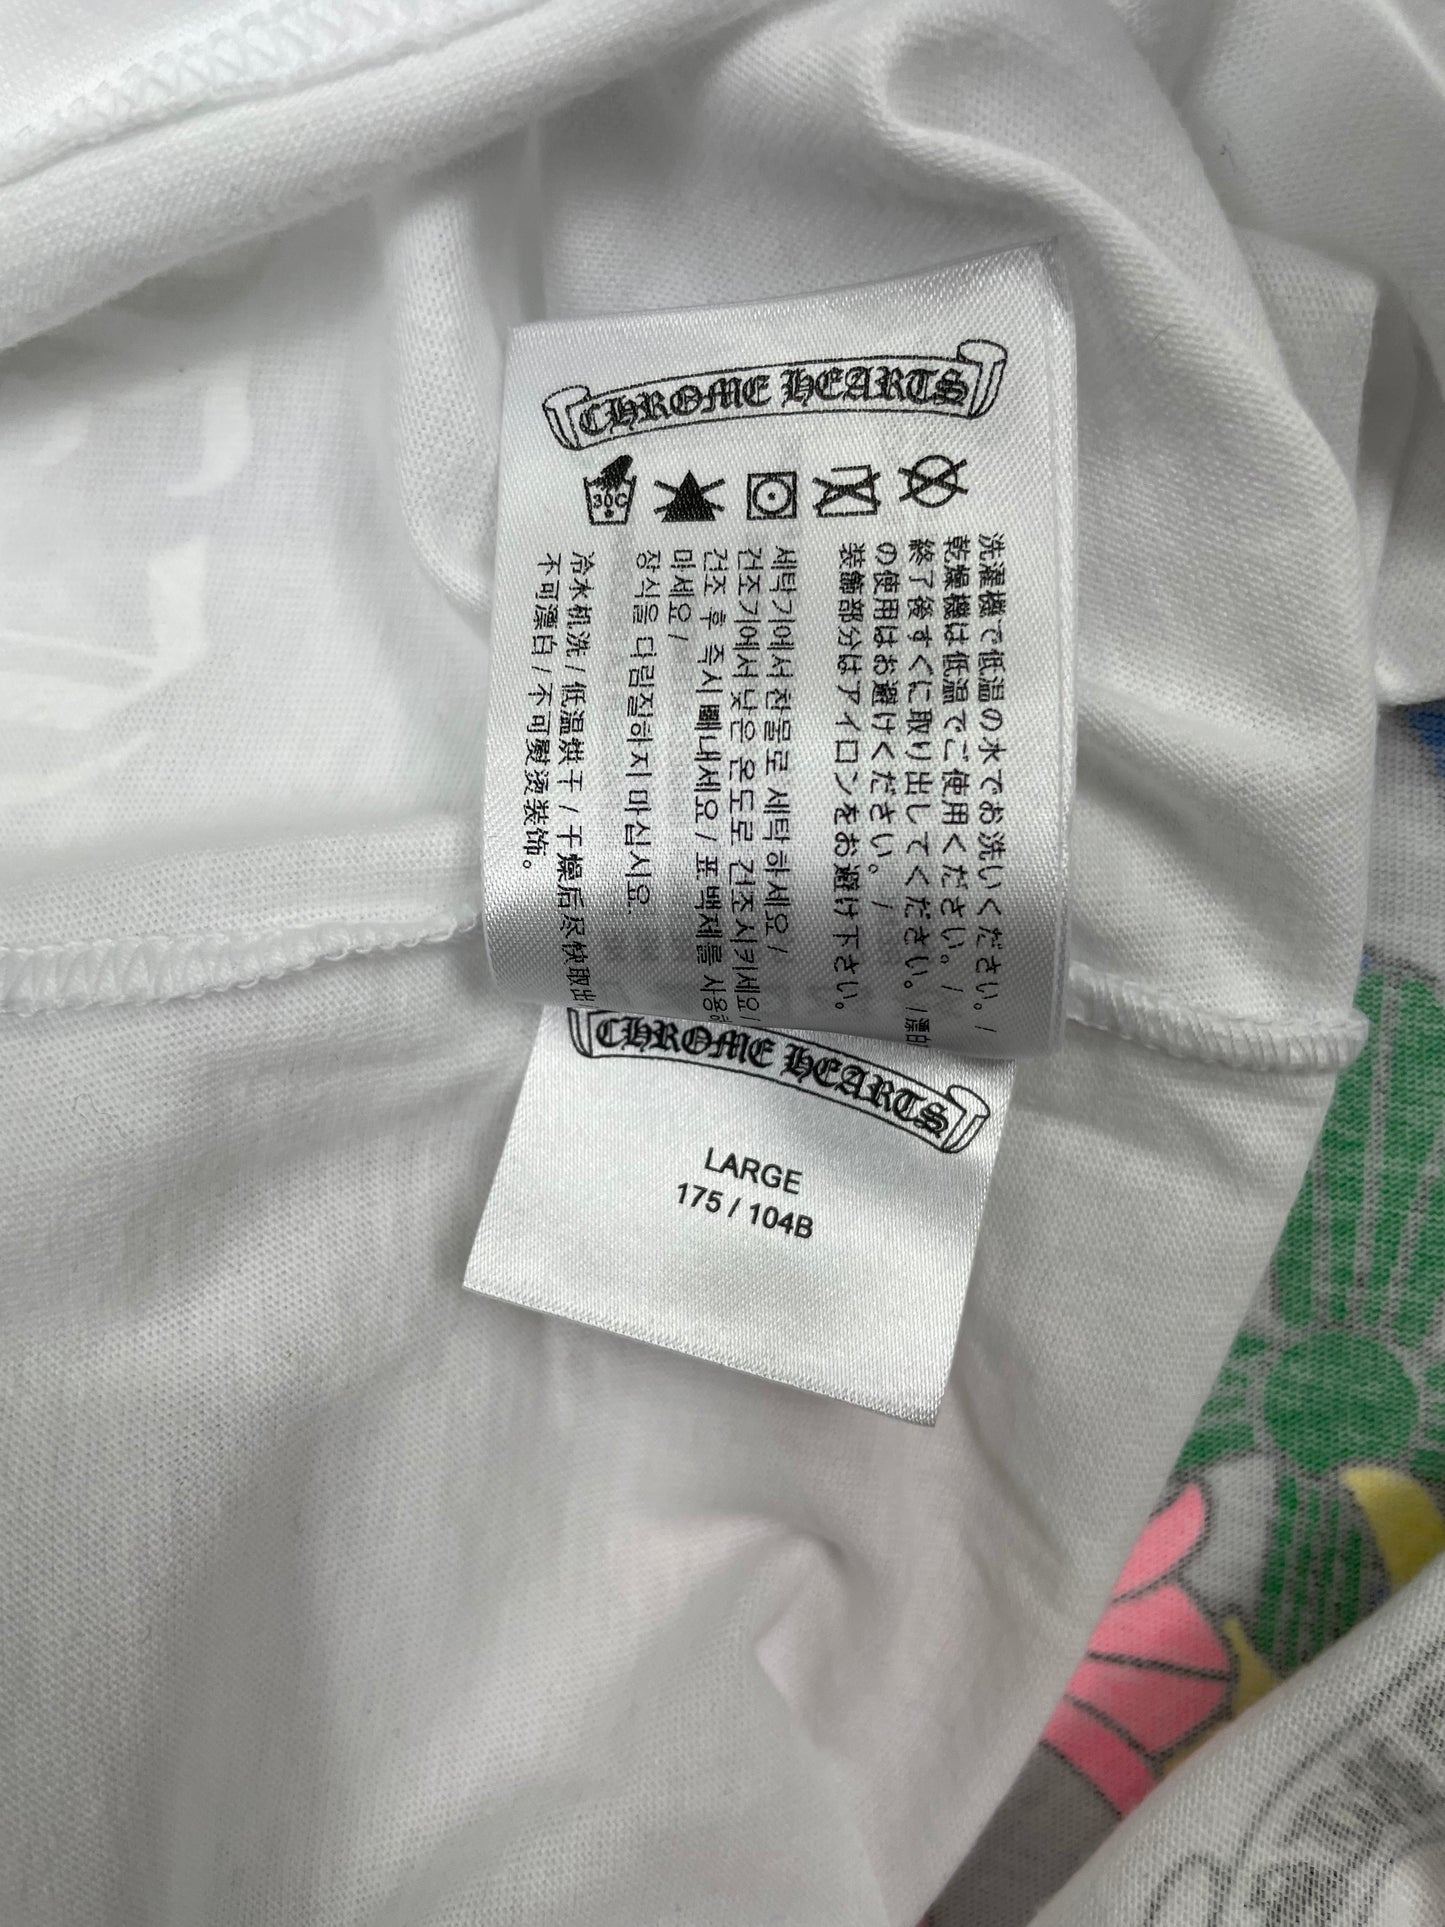 CHROME HEARTS
30C
洗濯機で低温の水でお洗いください。/
乾燥機は低温でご使用ください。/
終了後すぐに取り出してください。/漂白
の使用はお避けください。/
装飾部分はアイロンをお避け下さい。
세탁기에서 찬물로 세탁하세요/
건조기에서 낮은 온도로 건조시키세요/
건조 후 즉시 빼내세요/표백제를 사용하
마세요/
장식을 다림질하지 마십시요.
冷水机洗/低温烘干/干燥后尽快取出/
不可漂白/不可熨烫装饰。
CHROME HEARTS
LARGE
175 / 104B